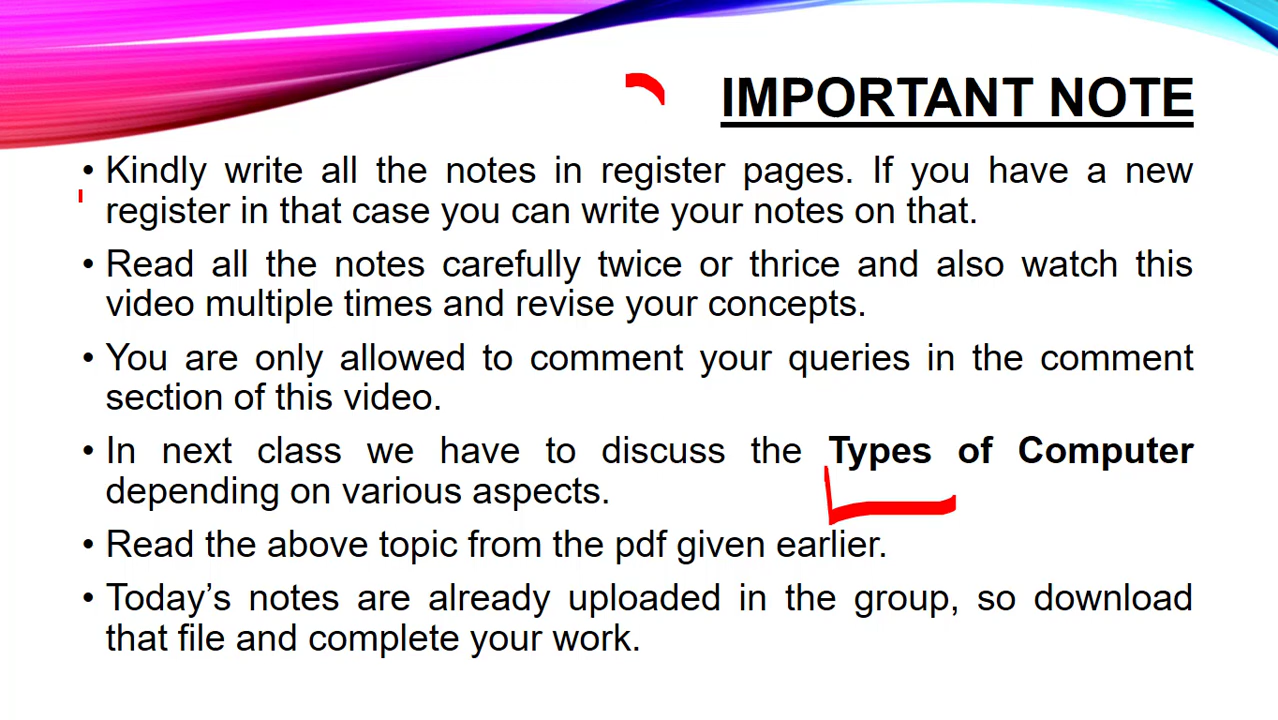 IMPORTANT NOTE
• Kindly write all the notes in register pages. If you have a new
register in that case you can write your notes on that.
• Read all the notes carefully twice or thrice and also watch this
video multiple times and revise your concepts.
• You are only allowed to comment your queries in the comment
section of this video.
• In next class we have to discuss the Types of Computer
depending on various aspects.
• Read the above topic from the pdf given earlier.
• Today’s notes are already uploaded in the group, so download
that file and complete your work.